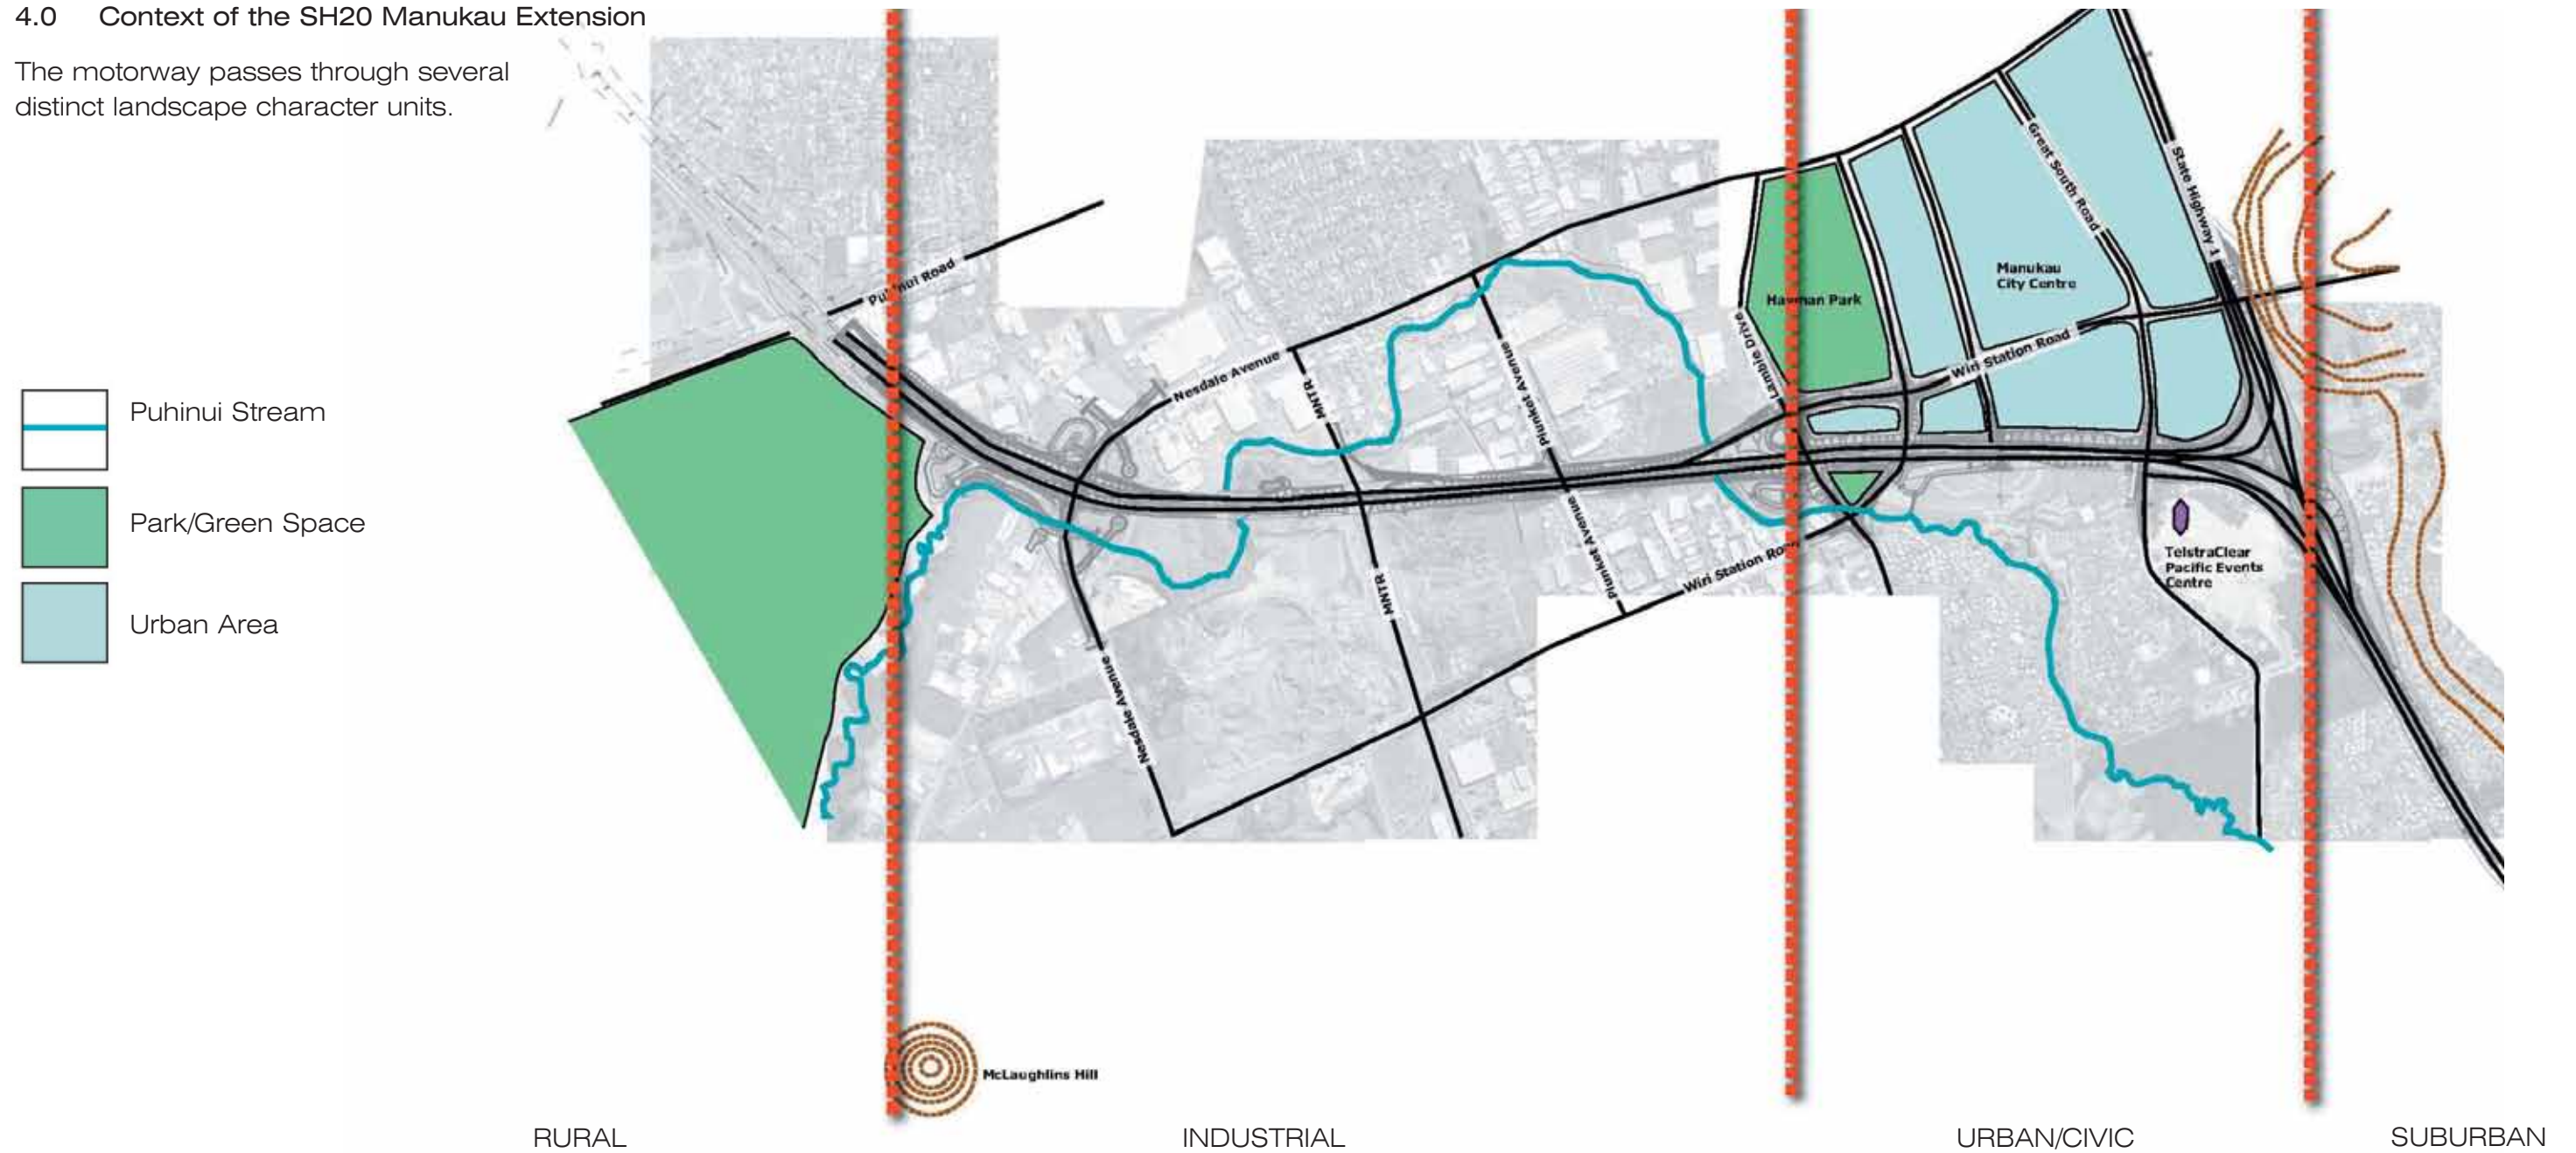 4.0 Context of the SH20 Manukau Extension
The motorway passes through several
distinct landscape character units.
Puhinui Stream
Park/Green Space
Urban Area
Puhinui Road
Nesdale Avenue
MNTR
Plunket Avenue
Lambie Drive
Hayman Park
Great South Road
State Highway 1
Manukau
City Centre
Wiri Station Road
TelstraClear
Pacific Events
Centre
Plunket Avenue
Wiri Station Road
MNTR
Nesdale Avenue
McLaughlins Hill
RURAL
INDUSTRIAL
URBAN/CIVIC
SUBURBAN